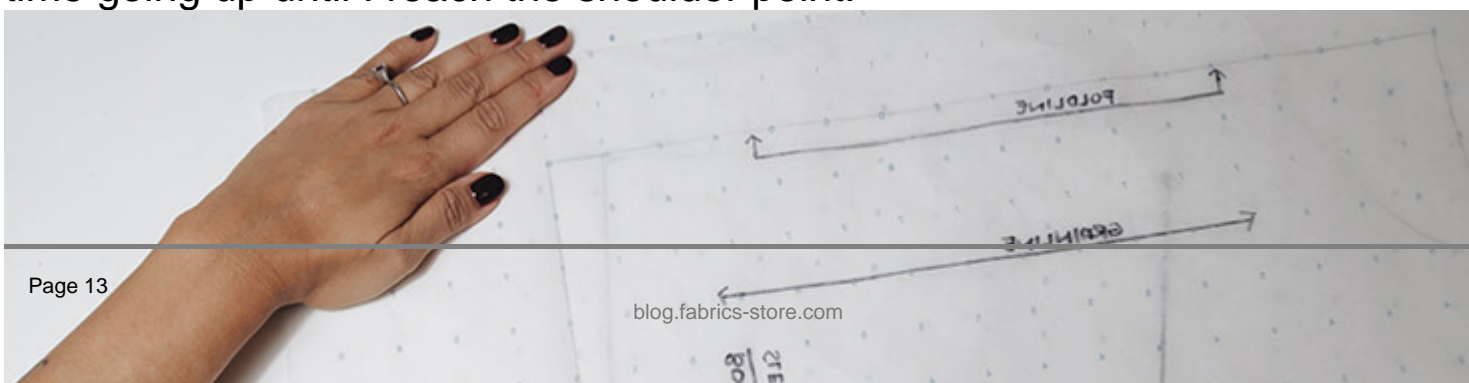 time going up until I reach the shoulder point.
FOLDLINE
GRAINLINE
Page 13
blog.fabrics-store.com